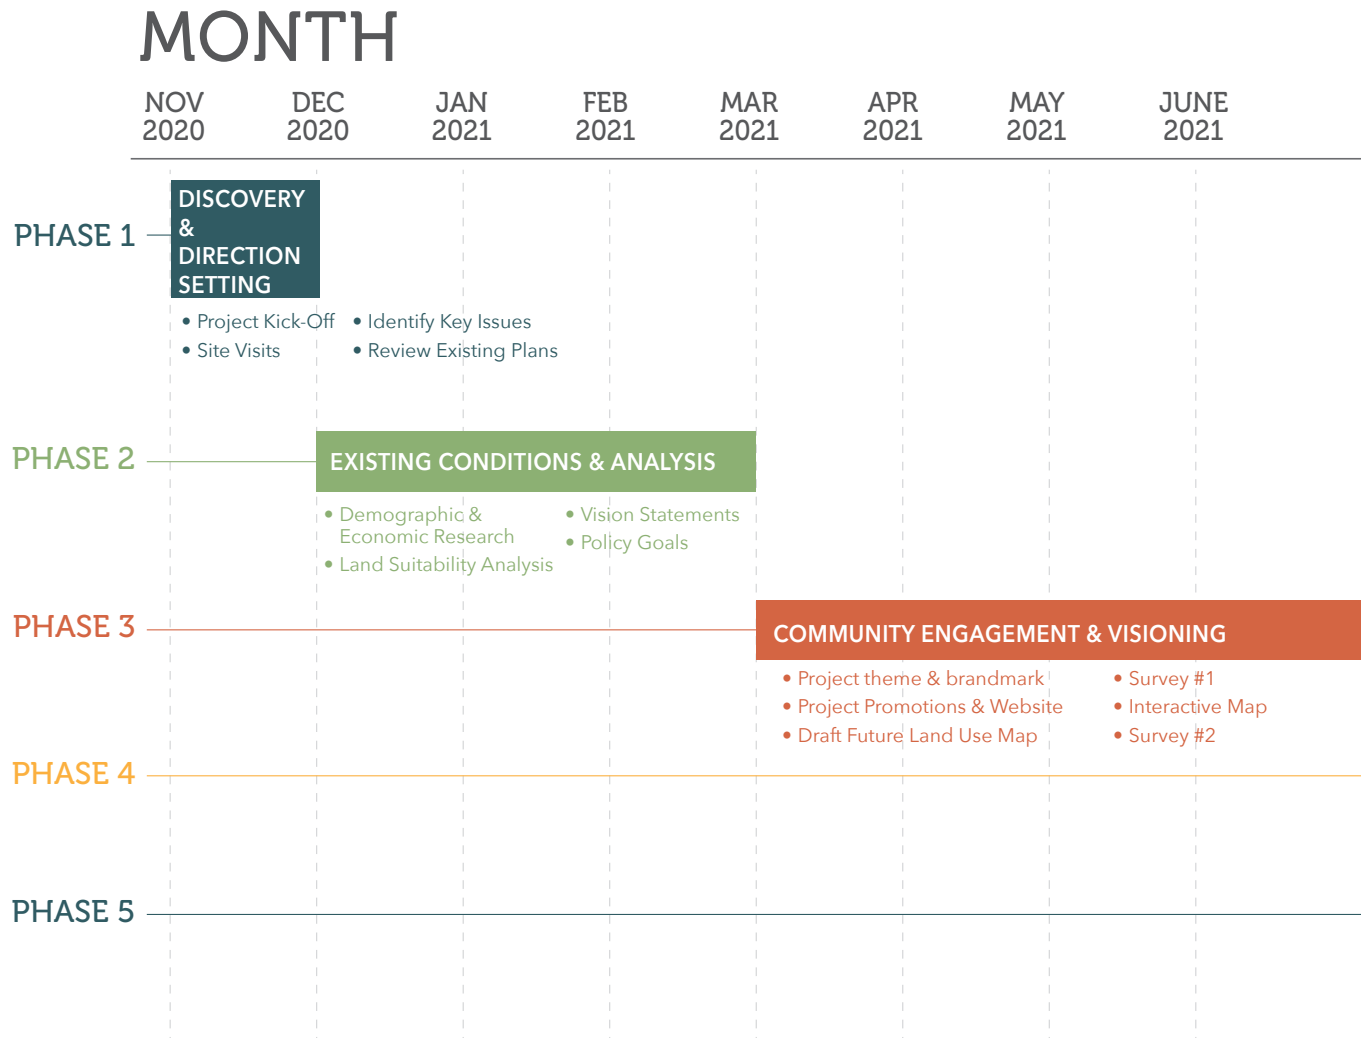 MONTH
NOV 2020
DEC 2020
JAN 2021
FEB 2021
MAR 2021
APR 2021
MAY 2021
JUNE 2021
PHASE 1
DISCOVERY
&
DIRECTION
SETTING
• Project Kick-Off
• Site Visits
• Identify Key Issues
• Review Existing Plans
PHASE 2
EXISTING CONDITIONS & ANALYSIS
• Demographic &
Economic Research
• Land Suitability Analysis
• Vision Statements
• Policy Goals
PHASE 3
COMMUNITY ENGAGEMENT & VISIONING
• Project theme & brandmark
• Project Promotions & Website
• Draft Future Land Use Map
• Survey #1
• Interactive Map
• Survey #2
PHASE 4
PHASE 5